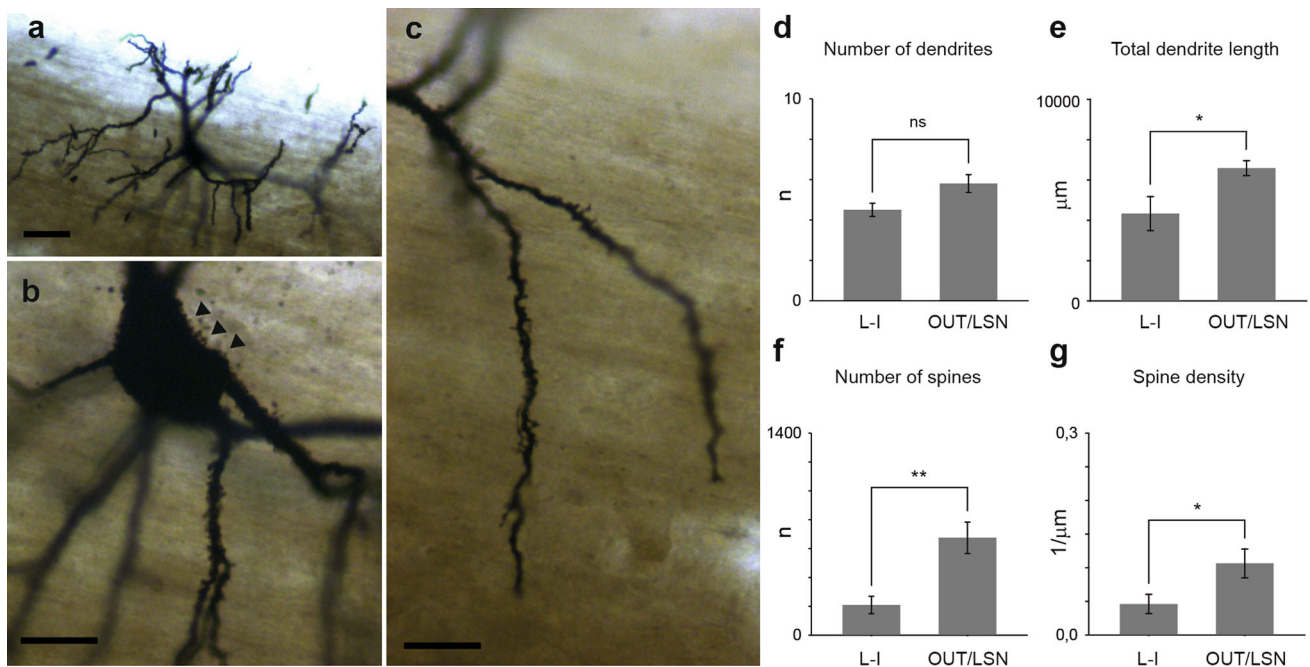 a
b
c
d
Number of dendrites
10
n
0
ns
L-I
OUT/LSN
e
Total dendrite length
10000
μm
0
*
L-I
OUT/LSN
f
Number of spines
1400
n
0
**
L-I
OUT/LSN
g
Spine density
0,3
1/μm
0,0
*
L-I
OUT/LSN